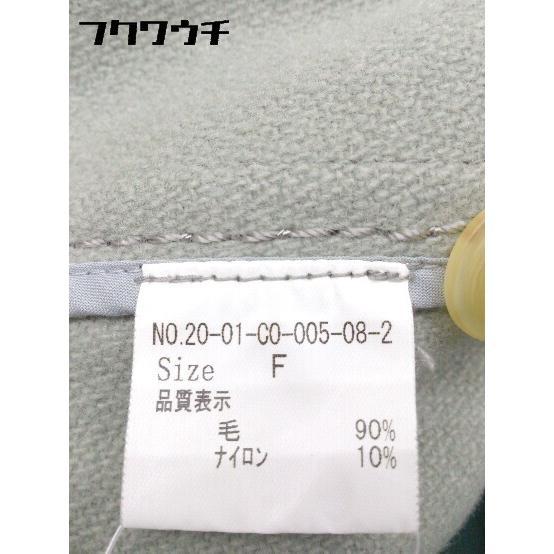 フクワウチ
NO.20-01-CO-005-08-2
Size F
品質表示
毛 90%
ナイロン 10%